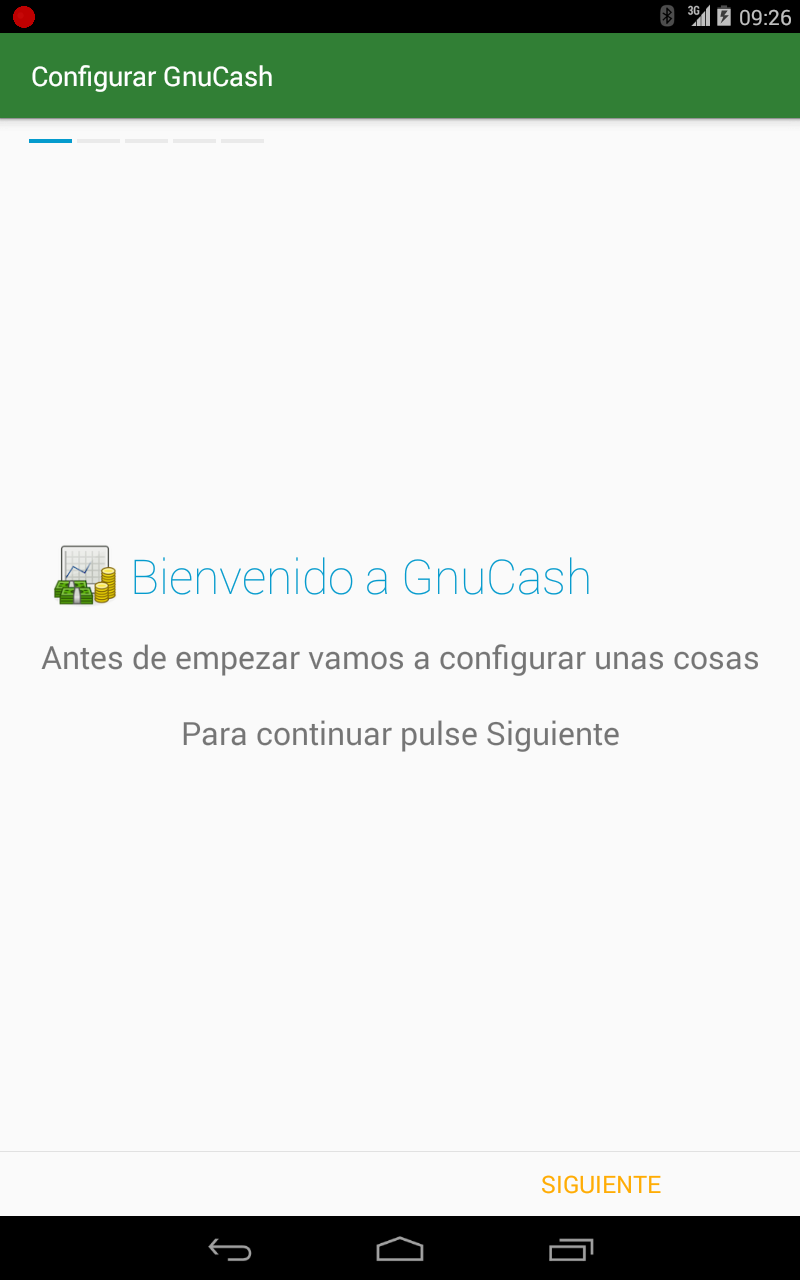 3G 09:26
Configurar GnuCash
Bienvenido a GnuCash
Antes de empezar vamos a configurar unas cosas
Para continuar pulse Siguiente
SIGUIENTE